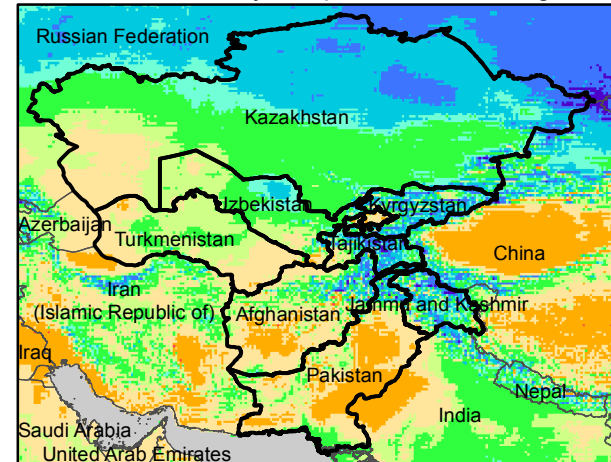 Russian Federation
Kazakhstan
Izbekistan
Kyrgyzstan
Azerbaijan
Turkmenistan
Tajikistan
China
Iran
(Islamic Republic of)
Afghanistan
Jammu and Kashmir
Iraq
Pakistan
Nepal
India
Saudi Arabia
United Arab Emirates